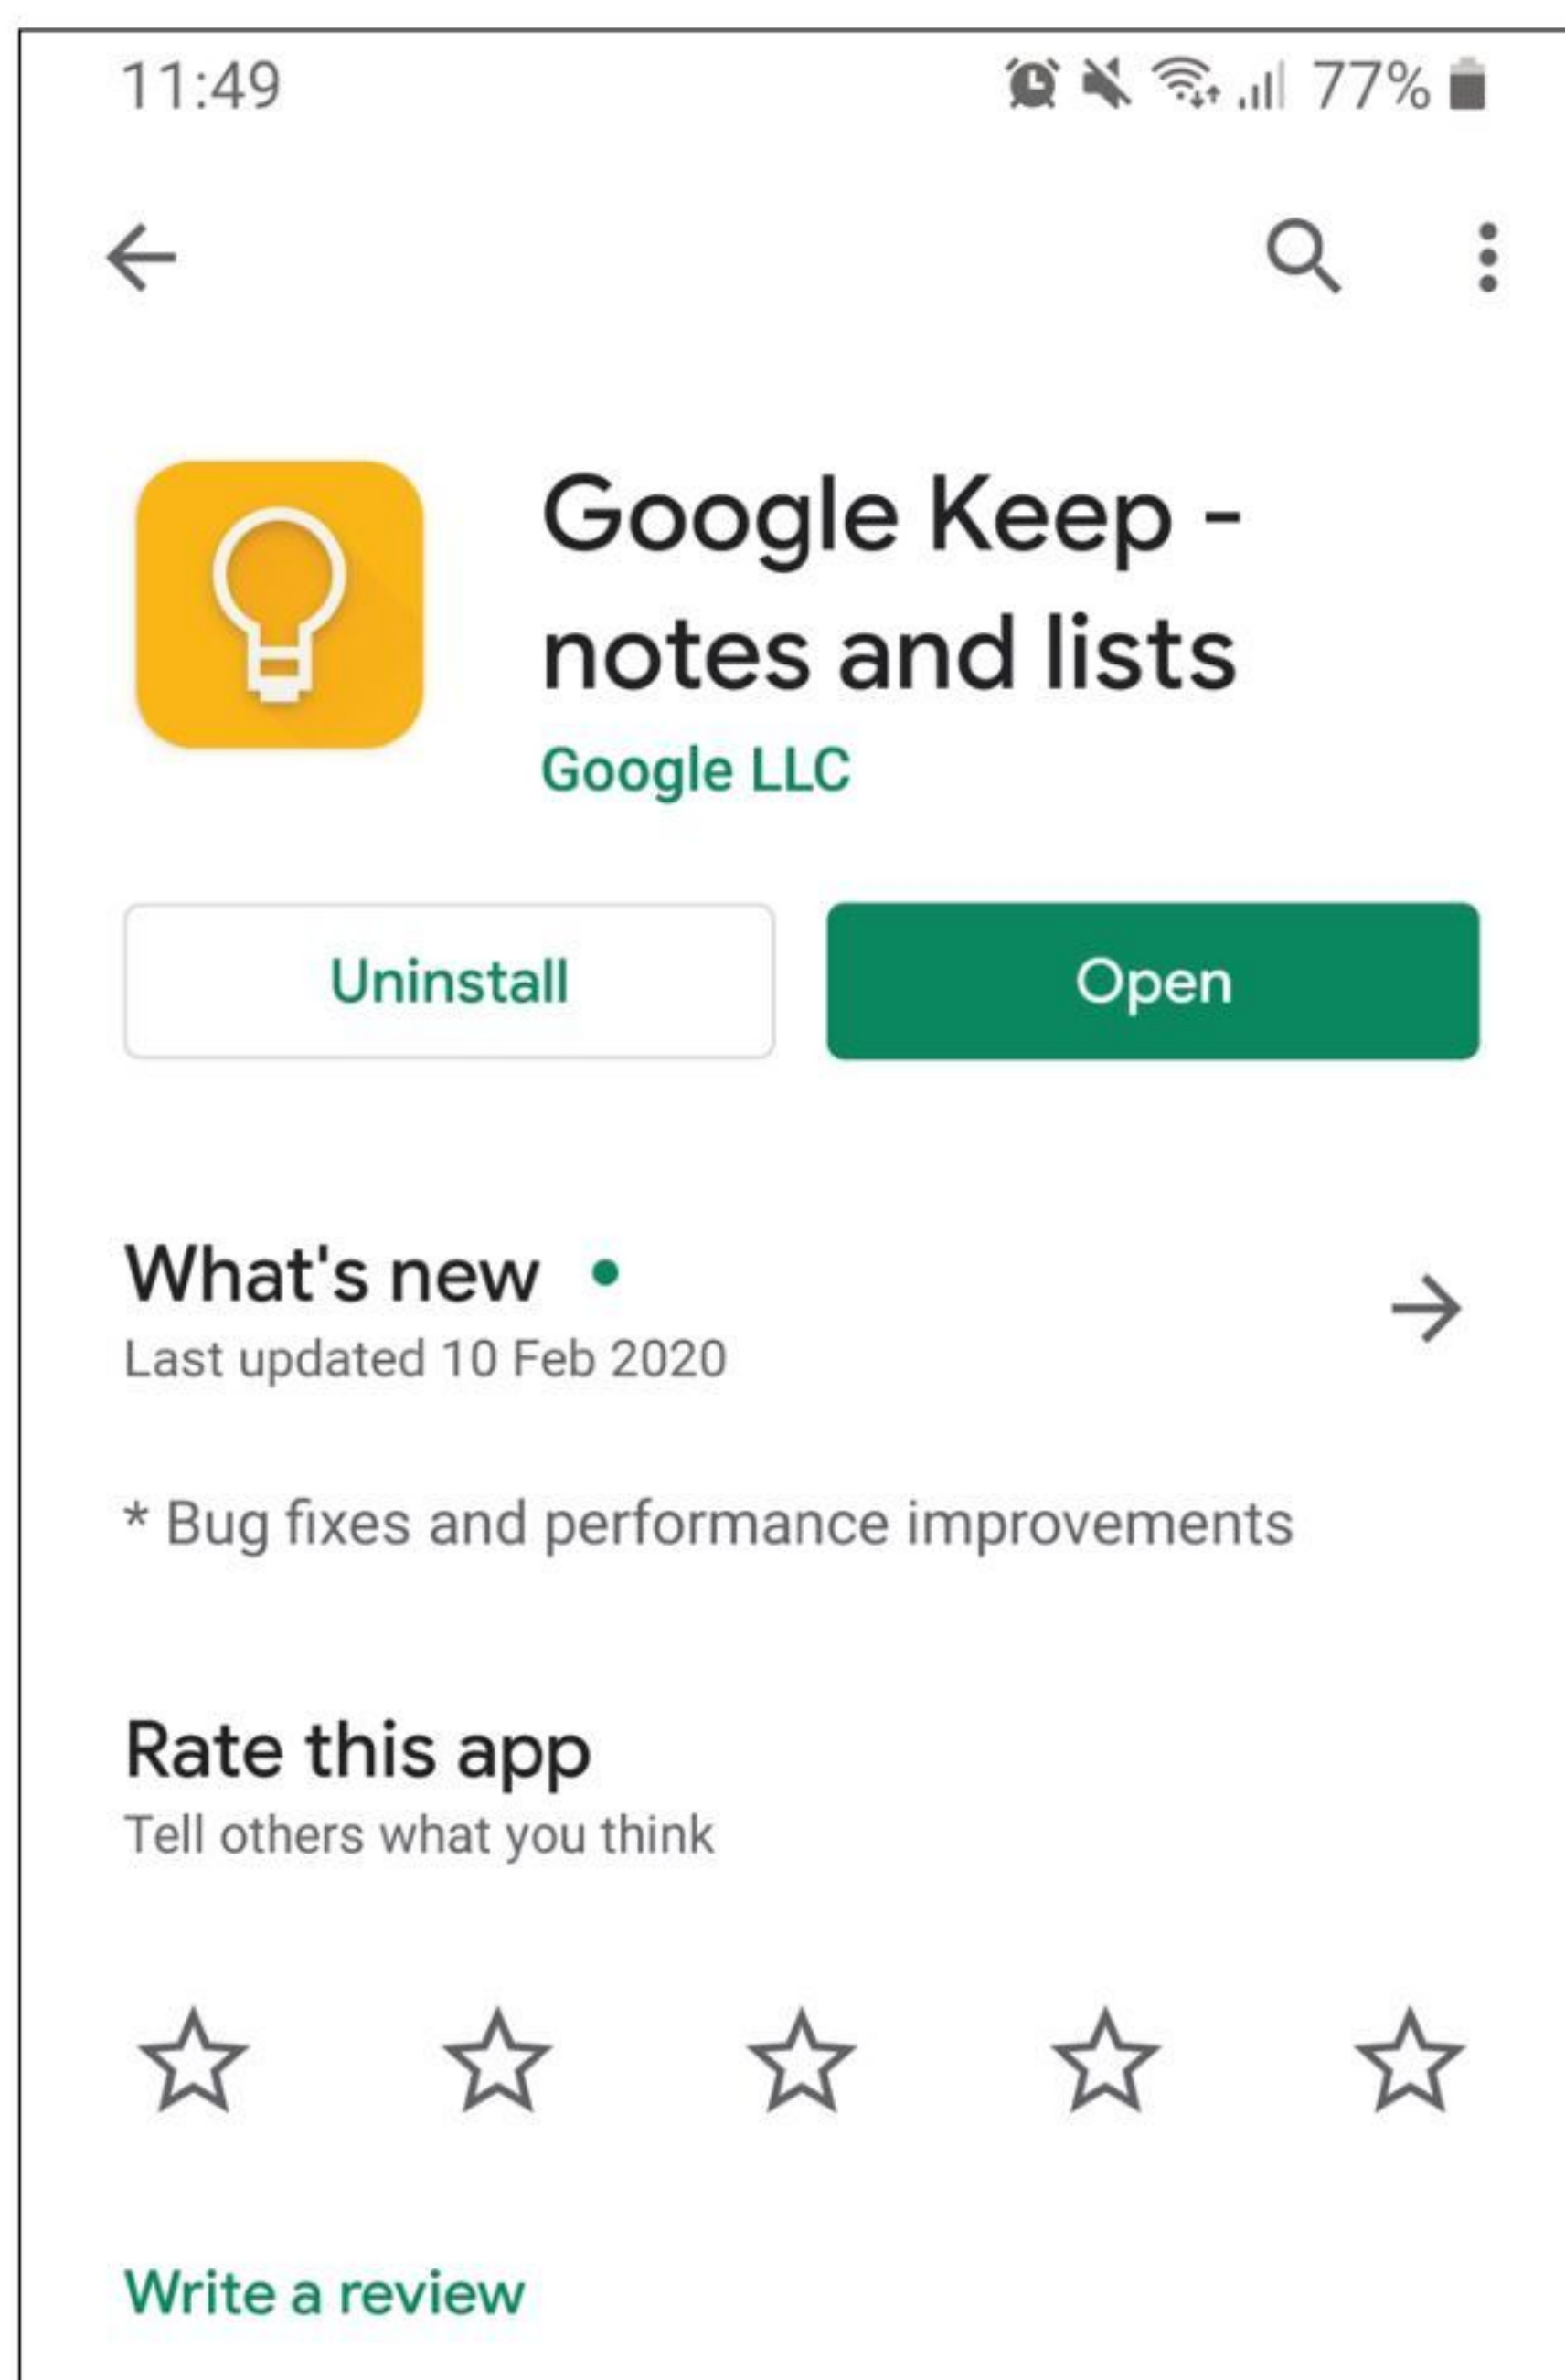 11:49 77%
Google Keep -
notes and lists
Google LLC
Uninstall Open
What's new
Last updated 10 Feb 2020
* Bug fixes and performance improvements
Rate this app
Tell others what you think
Write a review